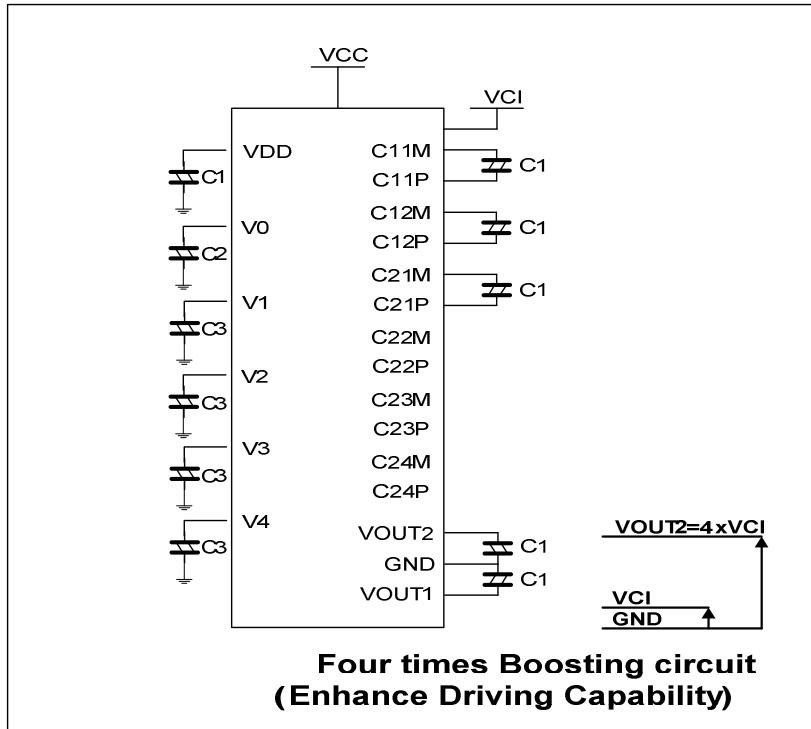 VCC
VCI
VDD
C1
V0
C2
V1
C3
V2
C3
V3
C3
V4
C3
C11M
C11P
C1
C12M
C12P
C1
C21M
C21P
C1
C22M
C22P
C23M
C23P
C24M
C24P
VOUT2
C1
GND
C1
VOUT1
VOUT2=4xVCI
VCI
GND
Four times Boosting circuit
(Enhance Driving Capability)